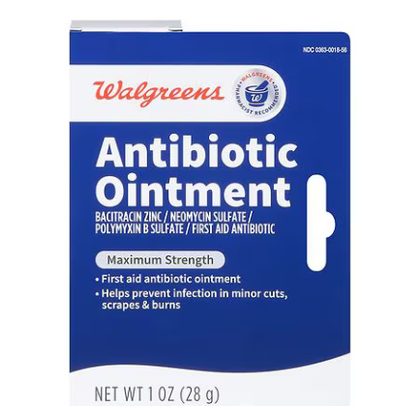 NDC 0363-0018-56
Walgreens
WALGREENS
PHARMACIST RECOMMENDED
Antibiotic
Ointment
BACITRACIN ZINC / NEOMYCIN SULFATE /
POLYMYXIN B SULFATE / FIRST AID ANTIBIOTIC
Maximum Strength
• First aid antibiotic ointment
• Helps prevent infection in minor cuts,
scrapes & burns
NET WT 1 OZ (28 g)